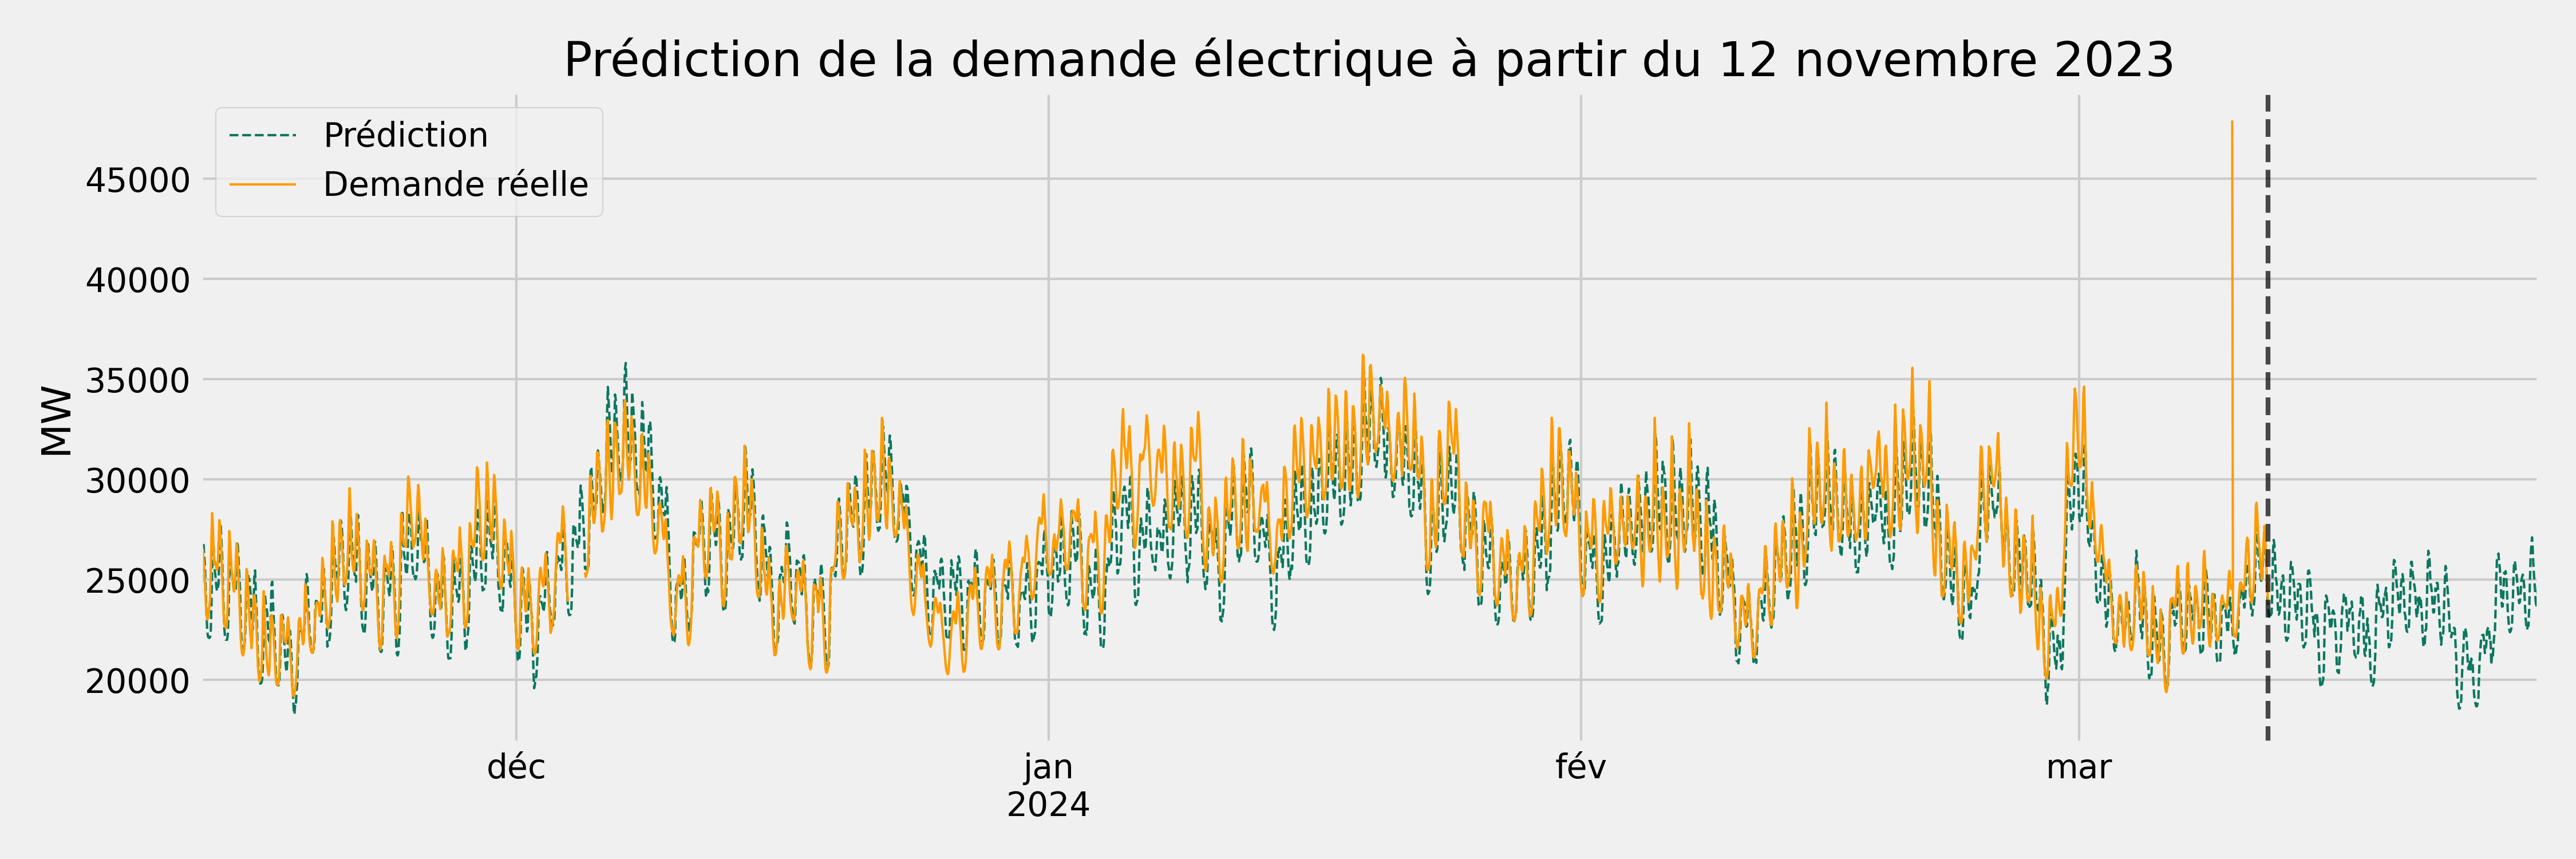 Prédiction de la demande électrique à partir du 12 novembre 2023
Prédiction
Demande réelle
MW
45000
40000
35000
30000
25000
20000
déc
jan
2024
fév
mar